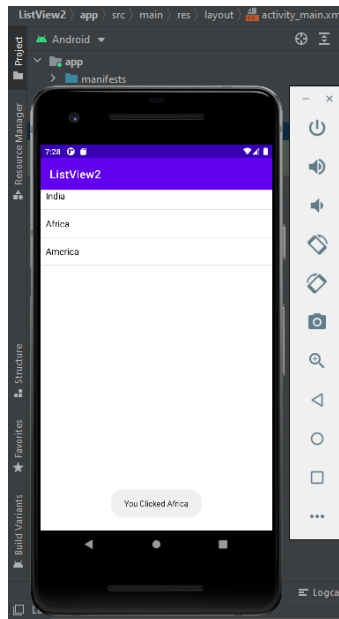 ListView2 〉 app 〉 src 〉 main 〉 res 〉 layout 〉 activity_main.xm
Android
Project
app
manifests
Resource Manager
7:28
ListView2
India
Africa
America
Structure
Favorites
Build Variants
You Clicked Africa
Logca